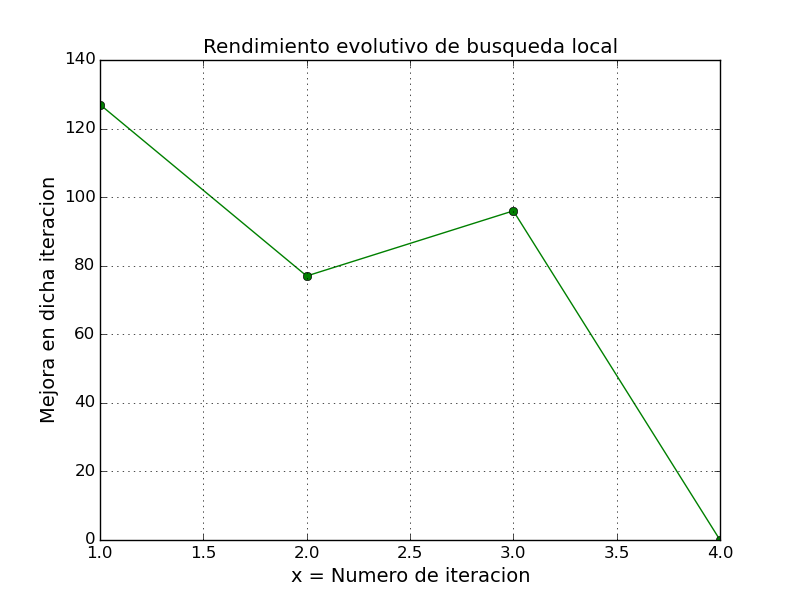 Rendimiento evolutivo de busqueda local
140
120
100
80
60
40
20
0
Mejora en dicha iteracion
1.0 1.5 2.0 2.5 3.0 3.5 4.0
x = Numero de iteracion